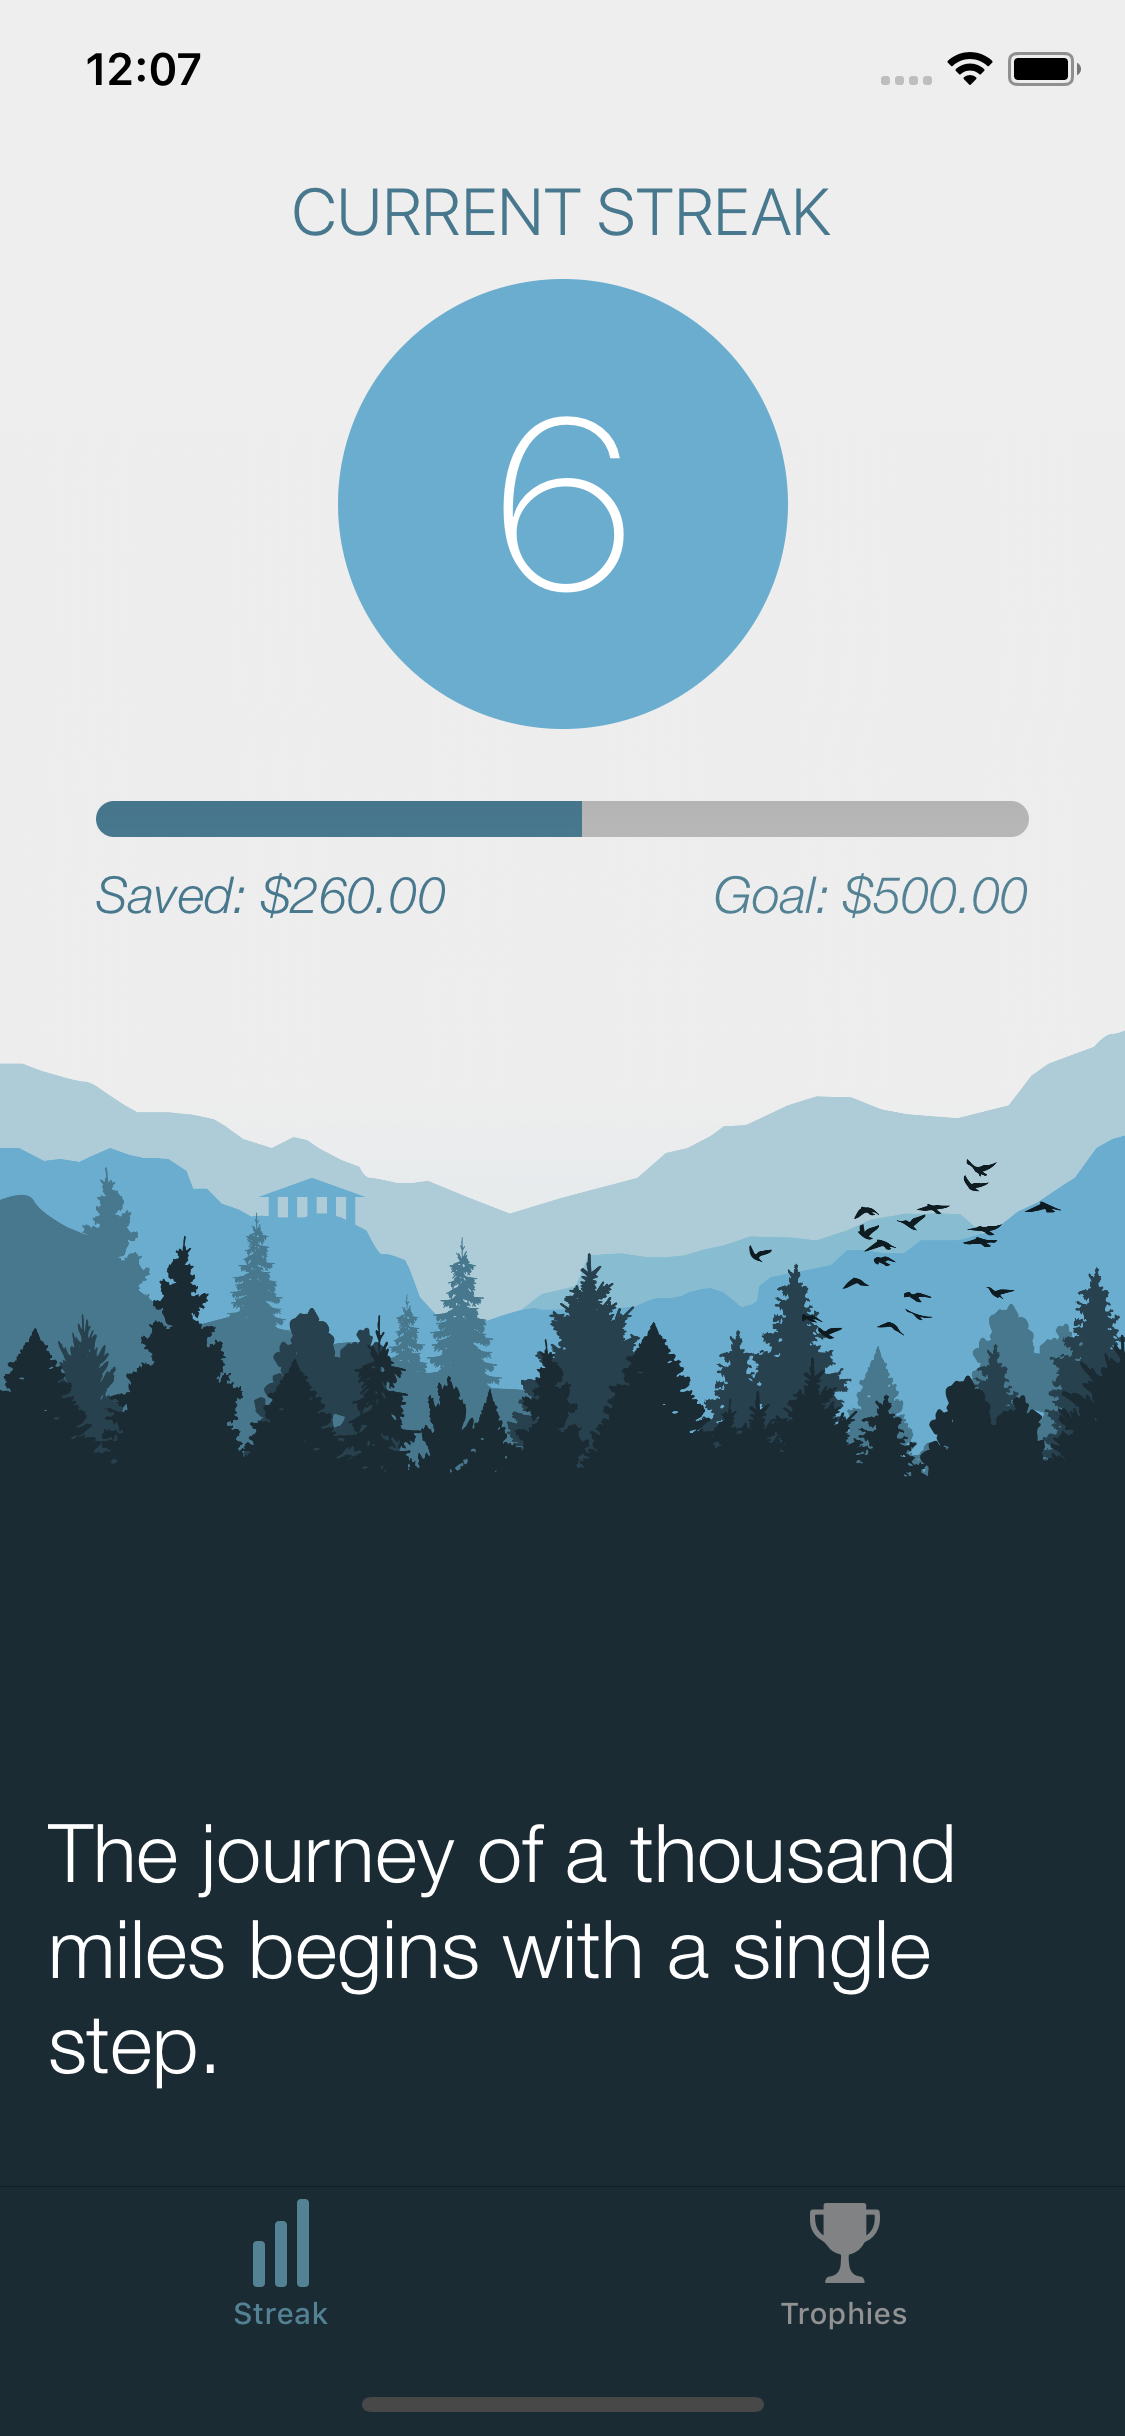 12:07
CURRENT STREAK
6
Saved: $260.00 Goal: $500.00
The journey of a thousand
miles begins with a single
step.
Streak Trophies